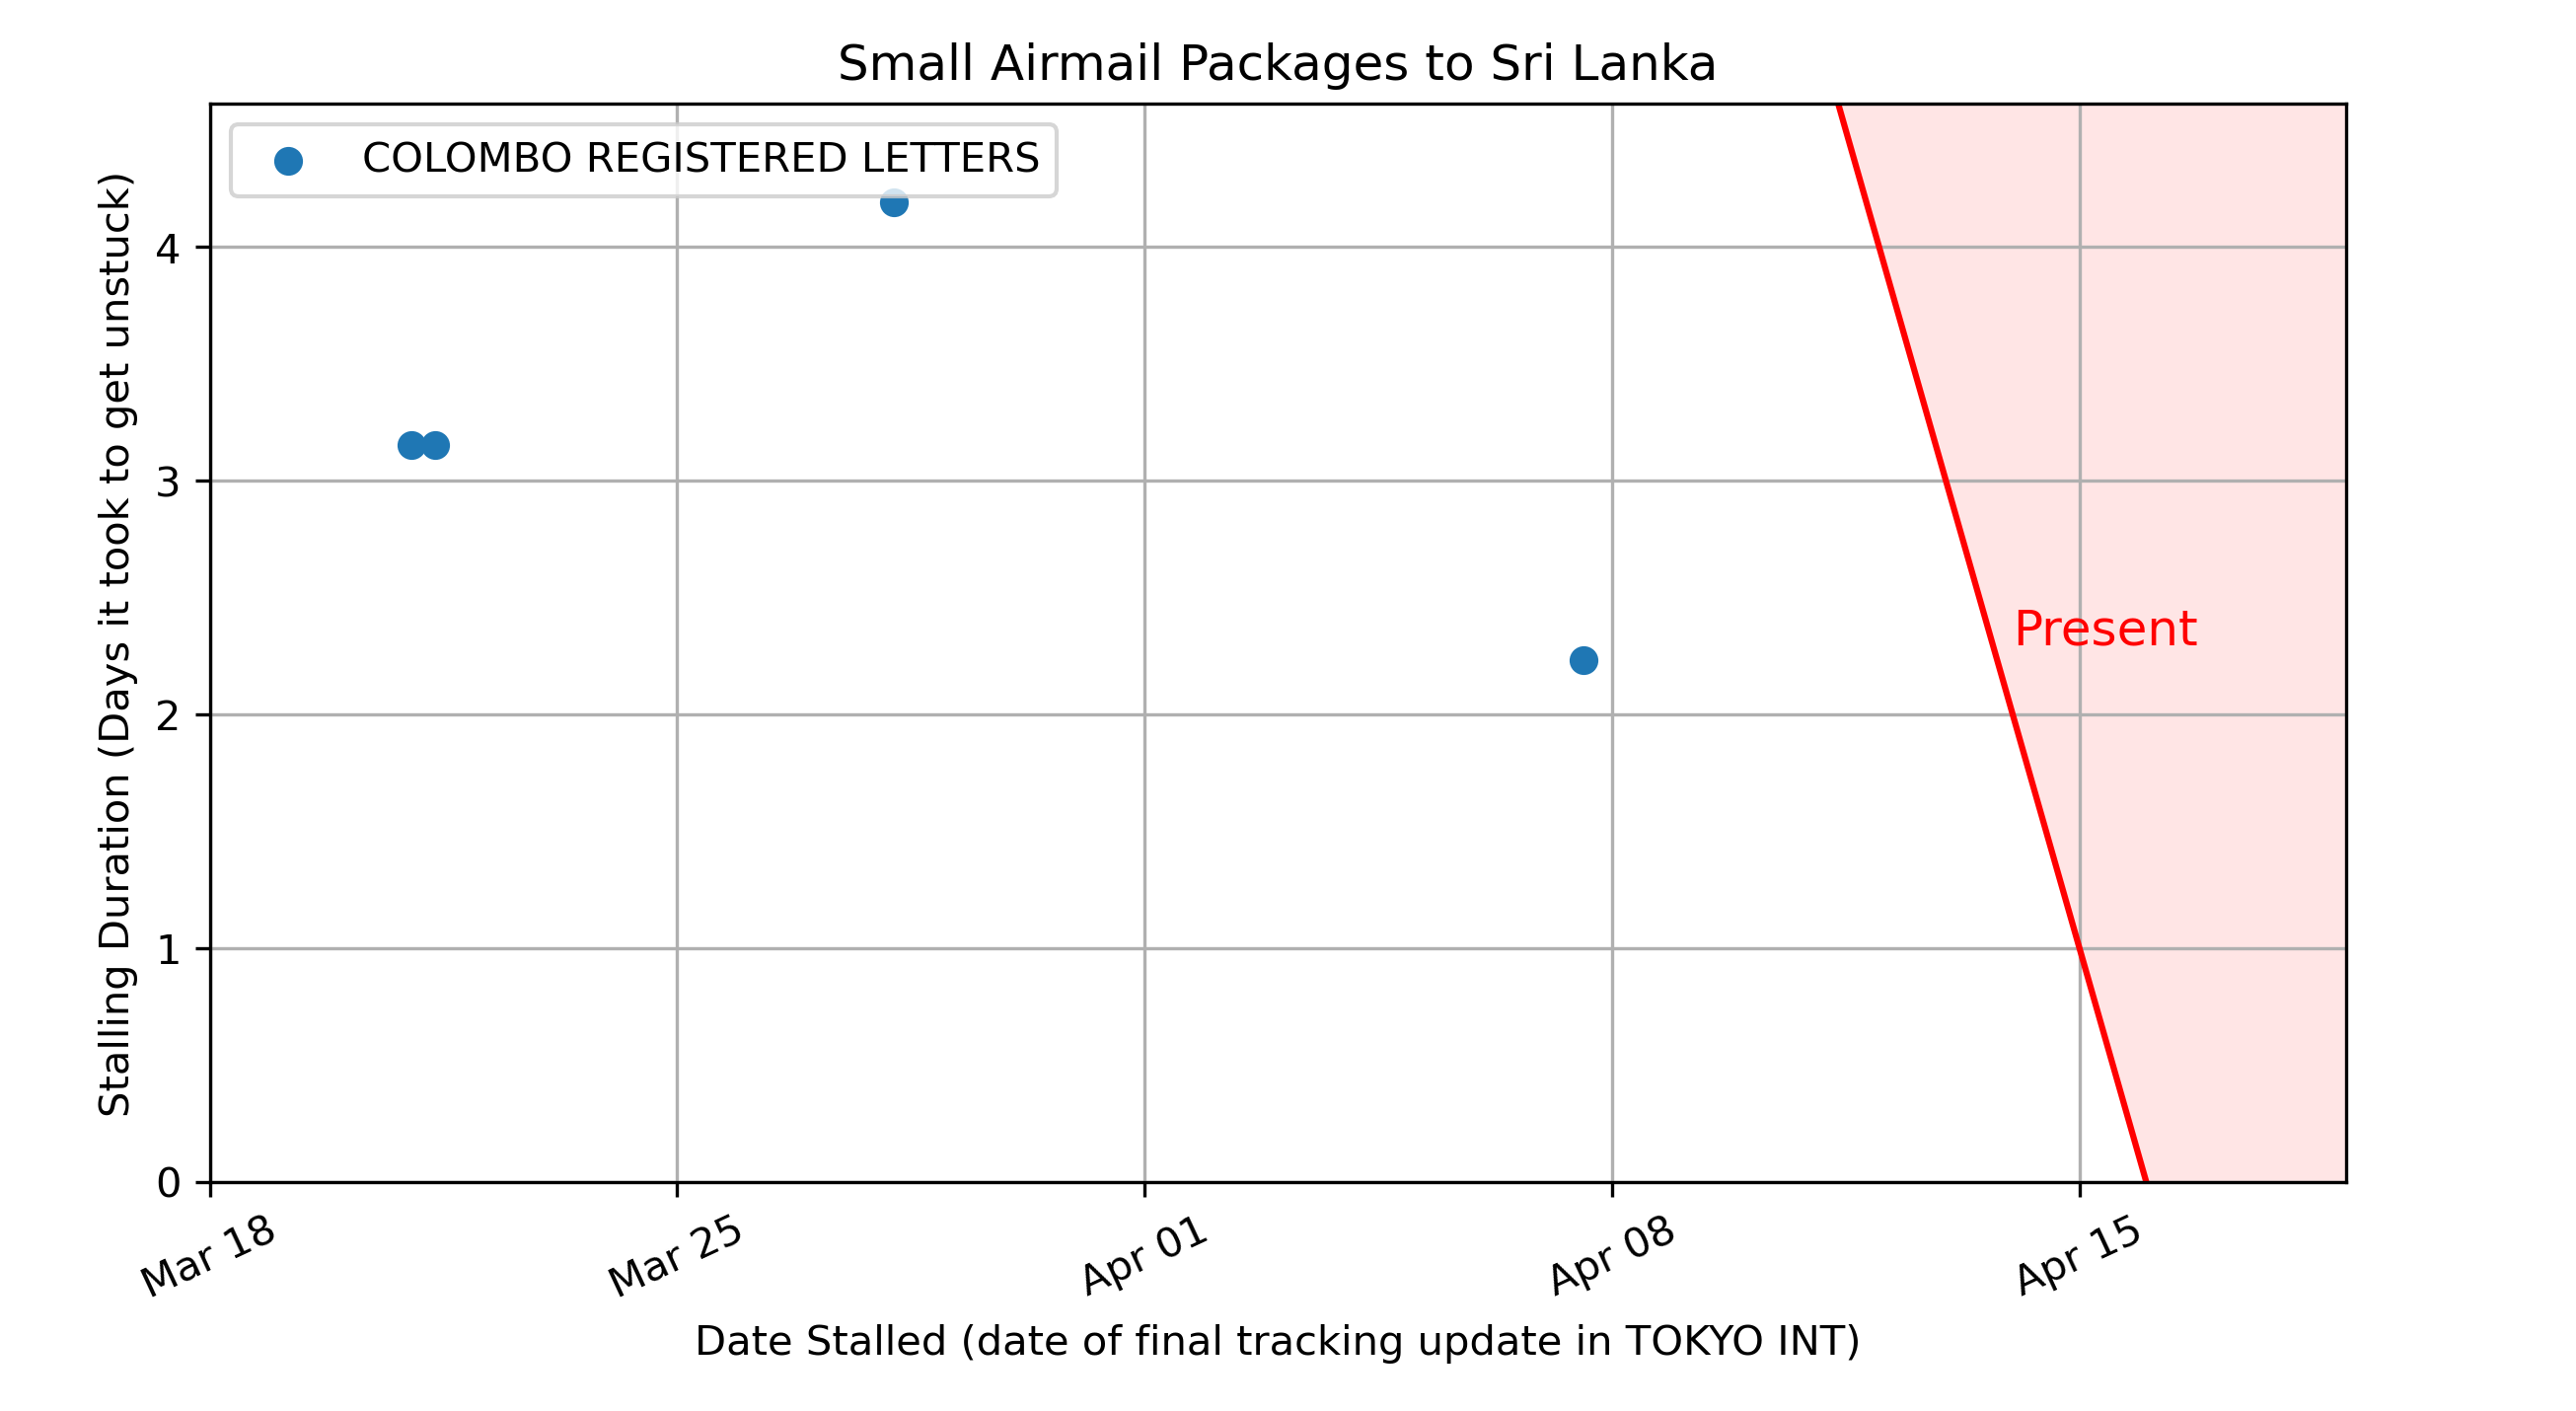 Small Airmail Packages to Sri Lanka
COLOMBO REGISTERED LETTERS
Stalling Duration (Days it took to get unstuck)
4
3
2
1
0
Present
Mar 18
Mar 25
Apr 01
Apr 08
Apr 15
Date Stalled (date of final tracking update in TOKYO INT)